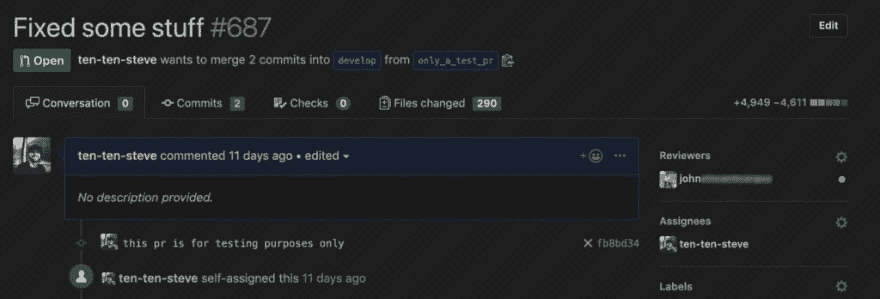 Fixed some stuff #687
Edit
Open
ten-ten-steve wants to merge 2 commits into develop from only_a_test_pr
Conversation 0
Commits 2
Checks 0
Files changed 290
+4,949 −4,611
ten-ten-steve commented 11 days ago • edited
No description provided.
this pr is for testing purposes only
fb8bd34
ten-ten-steve self-assigned this 11 days ago
Reviewers
john
Assignees
ten-ten-steve
Labels